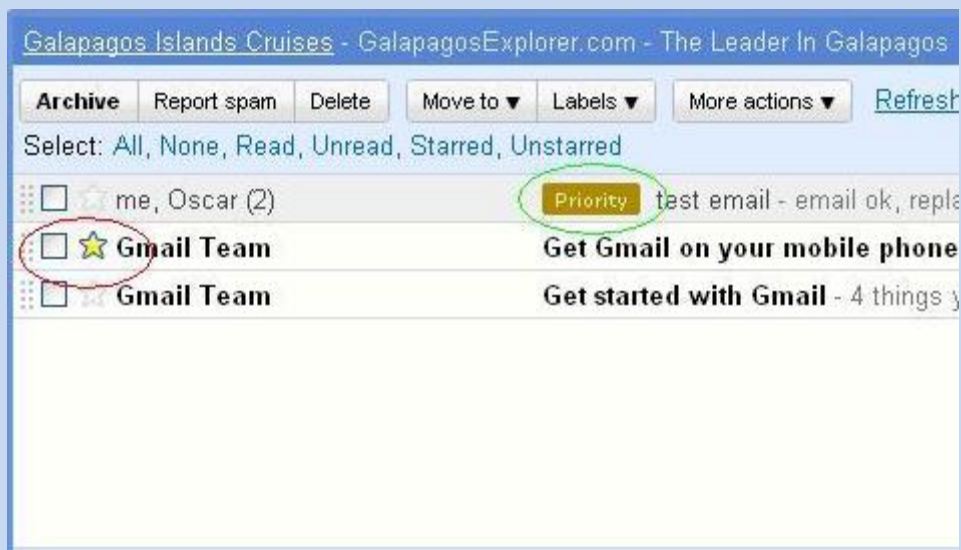 Galapagos Islands Cruises - GalapagosExplorer.com - The Leader In Galapagos
Archive Report spam Delete Move to ▼ Labels ▼ More actions ▼ Refresh
Select: All, None, Read, Unread, Starred, Unstarred
me, Oscar (2) Priority test email - email ok, repla
Gmail Team Get Gmail on your mobile phone
Gmail Team Get started with Gmail - 4 things y